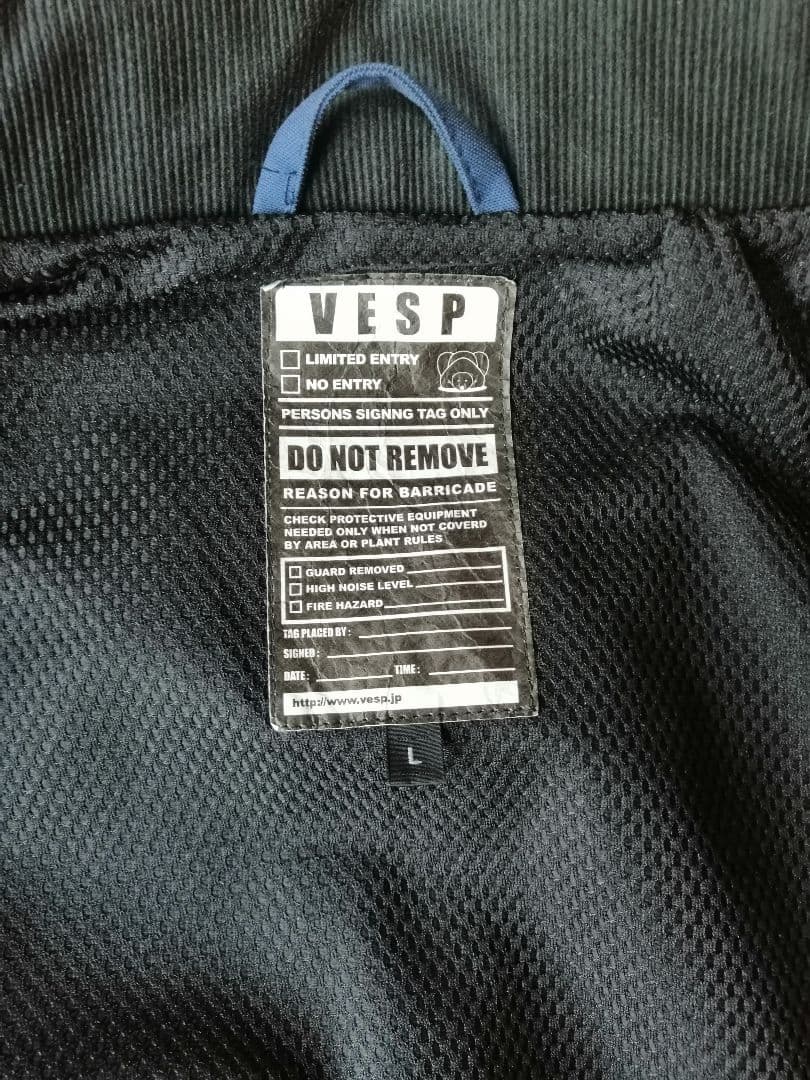 VESP
LIMITED ENTRY
NO ENTRY
PERSONS SIGNNG TAG ONLY
DO NOT REMOVE
REASON FOR BARRICADE
CHECK PROTECTIVE EQUIPMENT
NEEDED ONLY WHEN NOT COVERD
BY AREA OR PLANT RULES
GUARD REMOVED
HIGH NOISE LEVEL
FIRE HAZARD
TAG PLACED BY :
SIGNED :
DATE : TIME :
http://www.vesp.jp
L